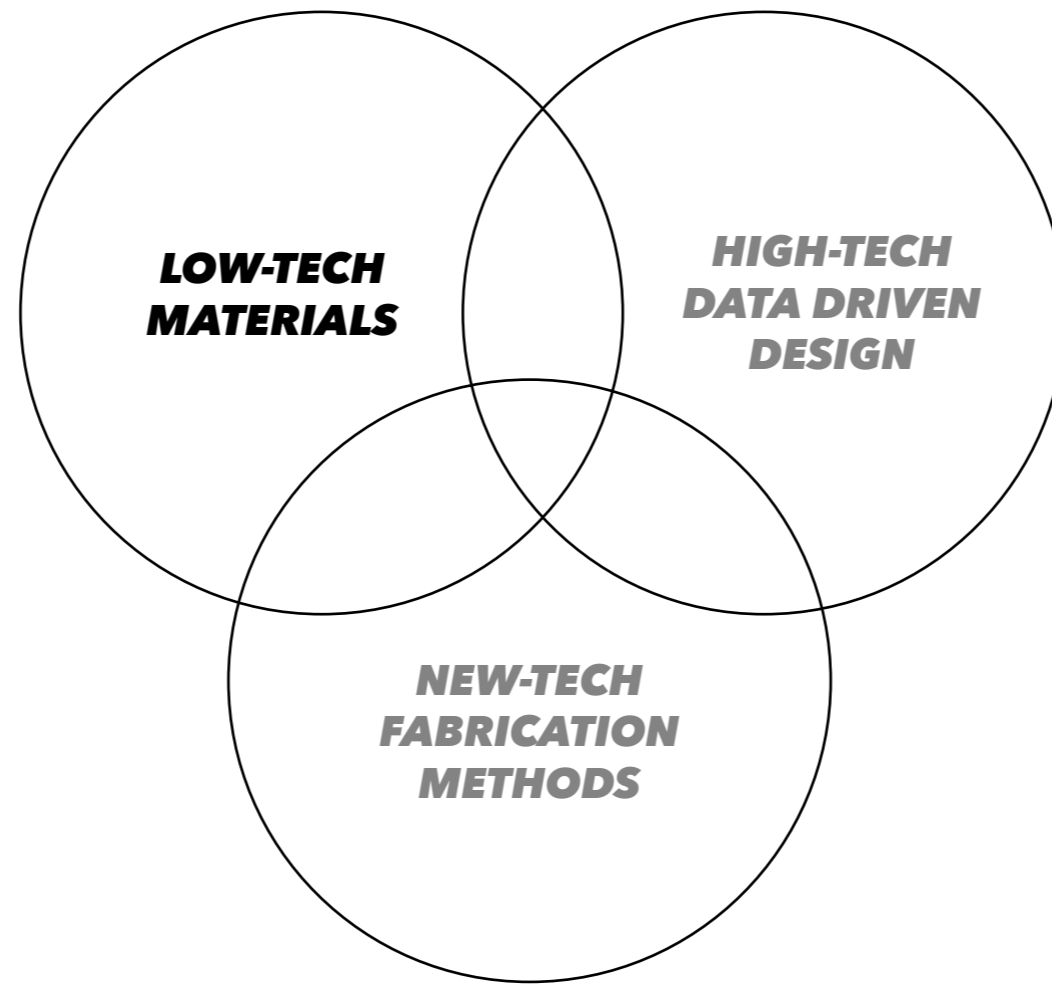 LOW-TECH
MATERIALS
HIGH-TECH
DATA DRIVEN
DESIGN
NEW-TECH
FABRICATION
METHODS